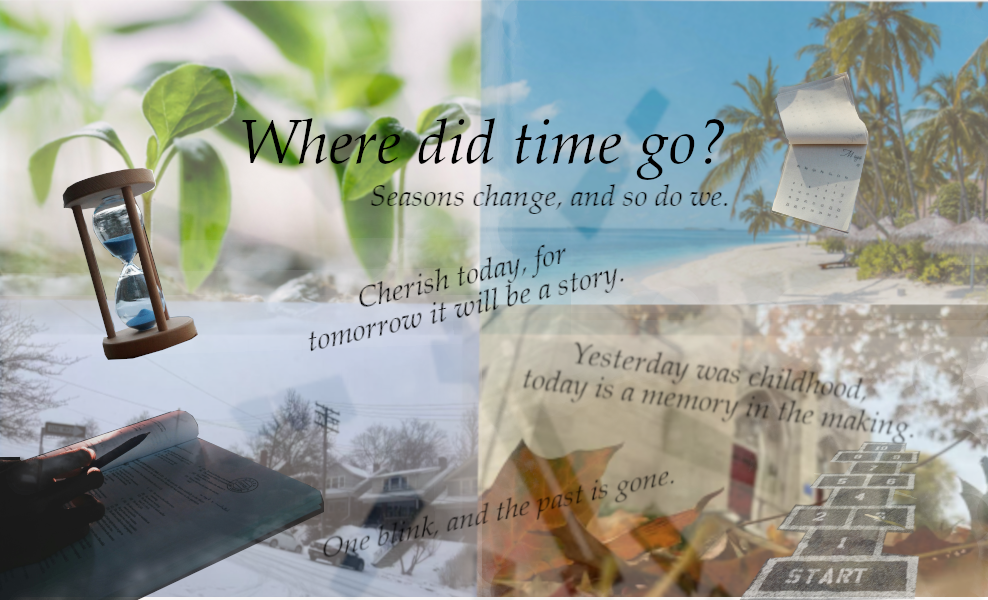 Where did time go?
Seasons change, and so do we.
Cherish today, for
tomorrow it will be a story.
Yesterday was childhood,
today is a memory in the making.
One blink, and the past is gone.
10
8 9
7
5 6
4
2 3
1
START